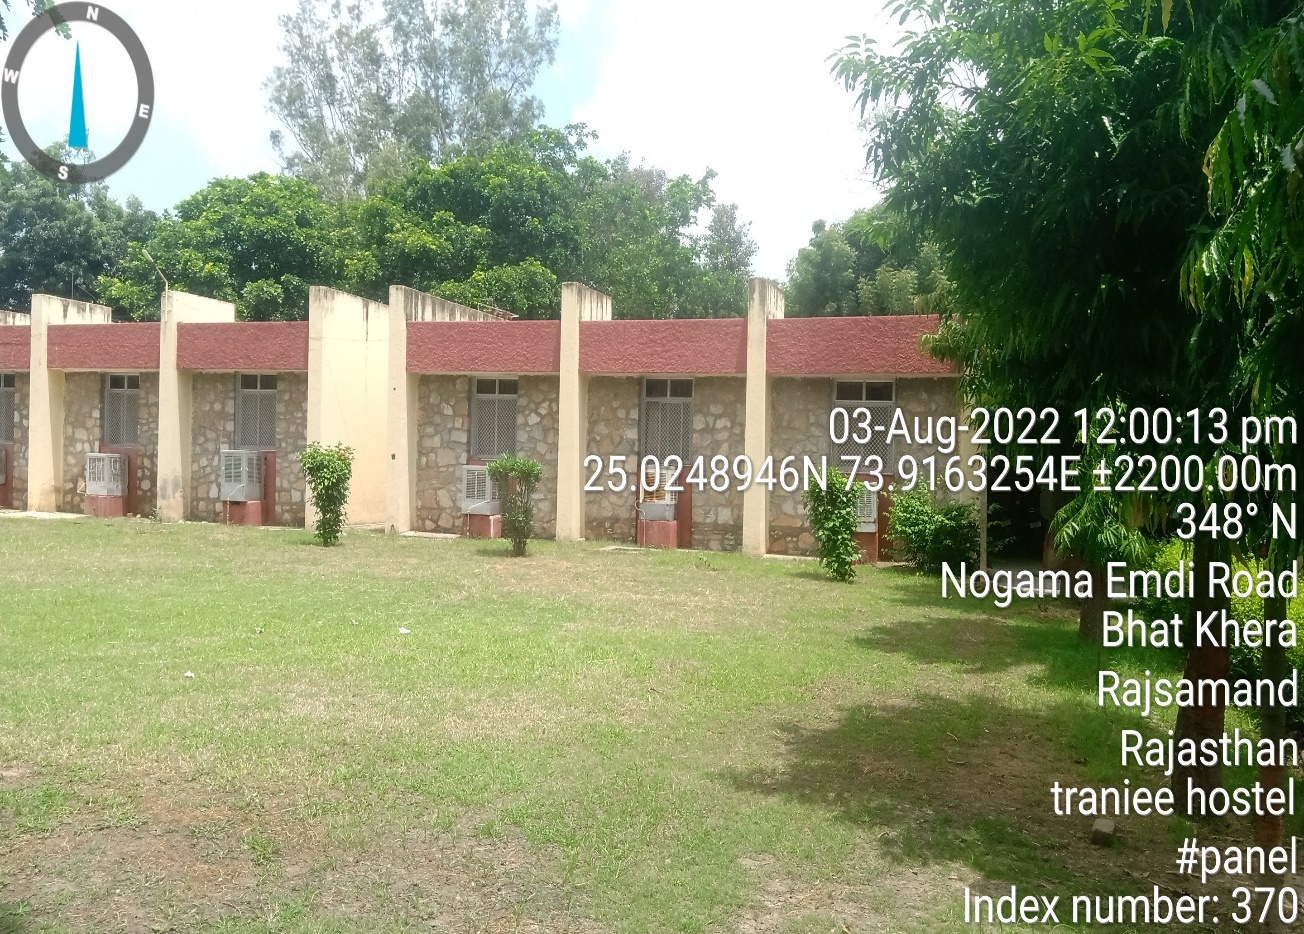 N
W
E
S
03-Aug-2022 12:00:13 pm
25.0248946N 73.9163254E ±2200.00m
348° N
Nogama Emdi Road
Bhat Khera
Rajsamand
Rajasthan
traniee hostel
#panel
Index number: 370